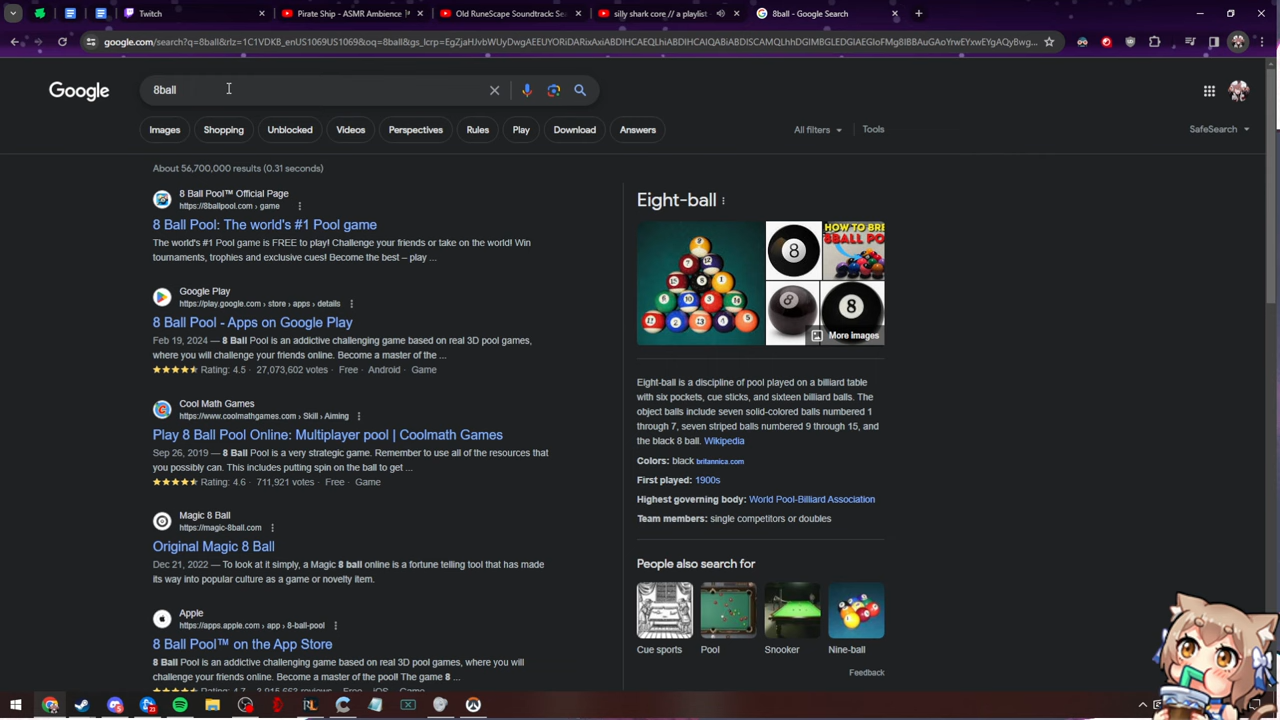 Twitch
Pirate Ship - ASMR Ambience
Old RuneScape Soundtrack: Se
silly shark core // a playlist
8ball - Google Search
Google
8ball
Images
Shopping
Unblocked
Videos
Perspectives
Rules
Play
Download
Answers
All filters
Tools
SafeSearch
About 56,700,000 results (0.31 seconds)
8 Ball Pool™ Official Page
https://8ballpool.com › game
8 Ball Pool: The world's #1 Pool game
The world's #1 Pool game is FREE to play! Challenge your friends or take on the world! Win
tournaments, trophies and exclusive cues! Become the best – play ...
Google Play
https://play.google.com › store › apps › details
8 Ball Pool - Apps on Google Play
Feb 19, 2024 — 8 Ball Pool is an addictive challenging game based on real 3D pool games,
where you will challenge your friends online. Become a master of the ...
Rating: 4.5 · 27,073,602 votes · Free · Android · Game
Cool Math Games
https://www.coolmathgames.com › Skill › Aiming
Play 8 Ball Pool Online: Multiplayer pool | Coolmath Games
Sep 26, 2019 — 8 Ball Pool is a very strategic game. Remember to use all of the resources that
you possibly can. This includes putting spin on the ball to get ...
Rating: 4.6 · 711,921 votes · Free · Game
Magic 8 Ball
https://magic-8ball.com
Original Magic 8 Ball
Dec 21, 2022 — To look at it simply, a Magic 8 ball online is a fortune telling tool that has made
its way into popular culture as a game or novelty item.
Apple
https://apps.apple.com › app › 8-ball-pool
8 Ball Pool™ on the App Store
8 Ball Pool is an addictive challenging game based on real 3D pool games, where you will
challenge your friends online. Become a master of the pool! The game 8 ...
Eight-ball
HOW TO BRE
8BALL PO
8
8
8
More images
Eight-ball is a discipline of pool played on a billiard table
with six pockets, cue sticks, and sixteen billiard balls. The
object balls include seven solid-colored balls numbered 1
through 7, seven striped balls numbered 9 through 15, and
the black 8 ball. Wikipedia
Colors: black britannica.com
First played: 1900s
Highest governing body: World Pool-Billiard Association
Team members: single competitors or doubles
People also search for
Cue sports
Pool
Snooker
Nine-ball
Feedback